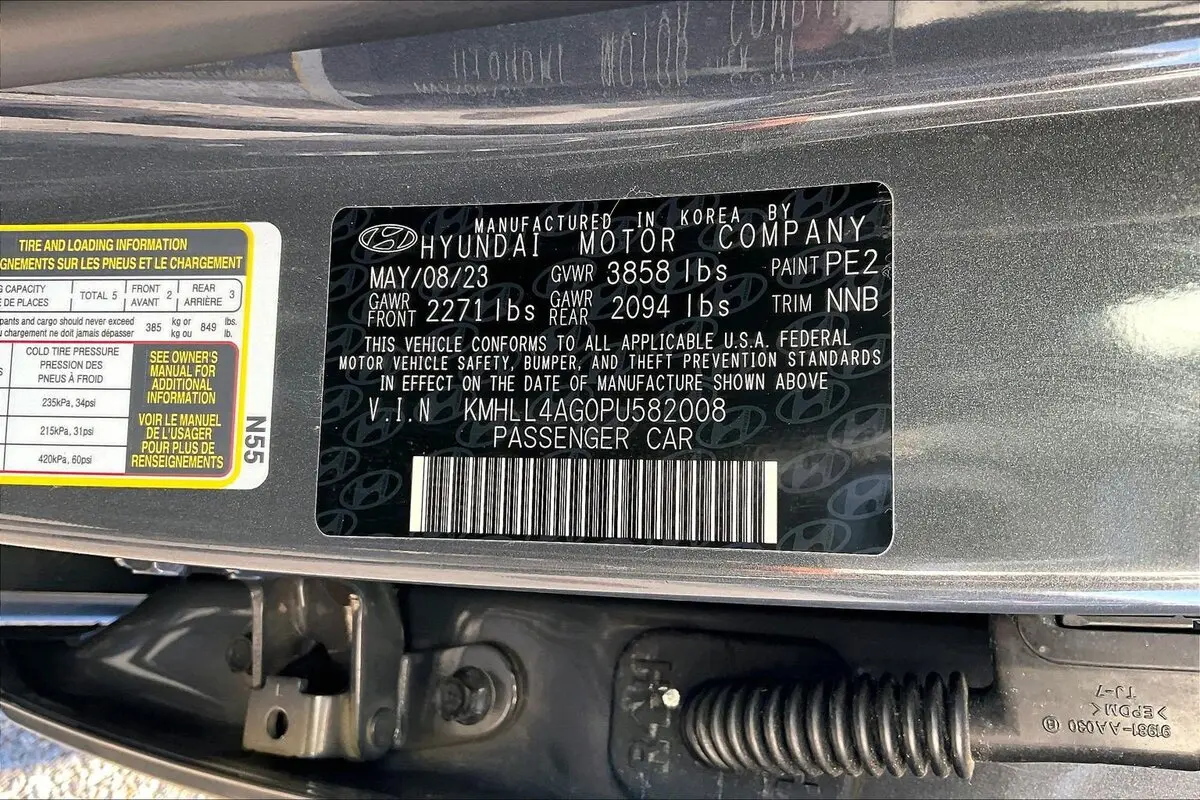 MANUFACTURED IN KOREA BY
HYUNDAI MOTOR COMPANY
MAY/08/23 GVWR 3858 lbs PAINT PE2
GAWR FRONT 2271 lbs GAWR REAR 2094 lbs TRIM NNB
THIS VEHICLE CONFORMS TO ALL APPLICABLE U.S.A. FEDERAL
MOTOR VEHICLE SAFETY, BUMPER, AND THEFT PREVENTION STANDARDS
IN EFFECT ON THE DATE OF MANUFACTURE SHOWN ABOVE
V.I.N KMHLL4AG0PU582008
PASSENGER CAR
TIRE AND LOADING INFORMATION
GNEMENTS SUR LES PNEUS ET LE CHARGEMENT
CAPACITY TOTAL 5 FRONT 2 REAR 3
DE PLACES AVANT ARRIÈRE
pants and cargo should never exceed 385 kg or 849 lbs.
chargement ne doit jamais dépasser kg ou lb.
COLD TIRE PRESSURE
PRESSION DES
PNEUS À FROID
235kPa, 34psi
215kPa, 31psi
420kPa, 60psi
SEE OWNER'S
MANUAL FOR
ADDITIONAL
INFORMATION
VOIR LE MANUEL
DE L'USAGER
POUR PLUS DE
RENSEIGNEMENTS
N55
TJ-7
>EPDM<
91981-AA030